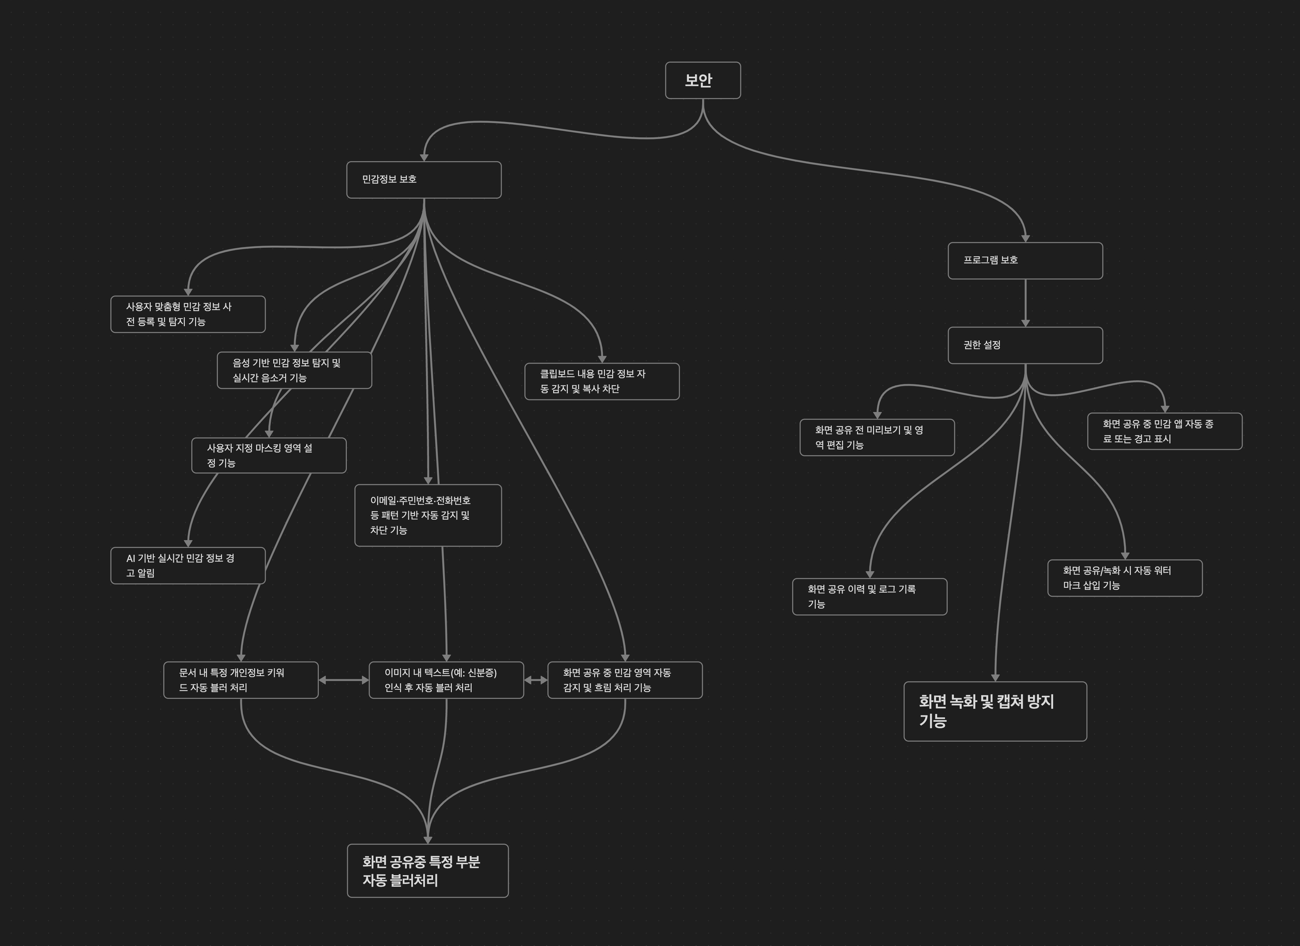 보안
민감정보 보호
프로그램 보호
사용자 맞춤형 민감 정보 사
전 등록 및 탐지 기능
권한 설정
음성 기반 민감 정보 탐지 및
실시간 음소거 기능
클립보드 내용 민감 정보 자
동 감지 및 복사 차단
화면 공유 전 미리보기 및 영
역 편집 기능
화면 공유 중 민감 앱 자동 종
료 또는 경고 표시
사용자 지정 마스킹 영역 설
정 기능
이메일·주민번호·전화번호
등 패턴 기반 자동 감지 및
차단 기능
AI 기반 실시간 민감 정보 경
고 알림
화면 공유 이력 및 로그 기록
기능
화면 공유/녹화 시 자동 워터
마크 삽입 기능
문서 내 특정 개인정보 키워
드 자동 블러 처리
이미지 내 텍스트(예: 신분증)
인식 후 자동 블러 처리
화면 공유 중 민감 영역 자동
감지 및 흐림 처리 기능
화면 녹화 및 캡쳐 방지
기능
화면 공유중 특정 부분
자동 블러처리